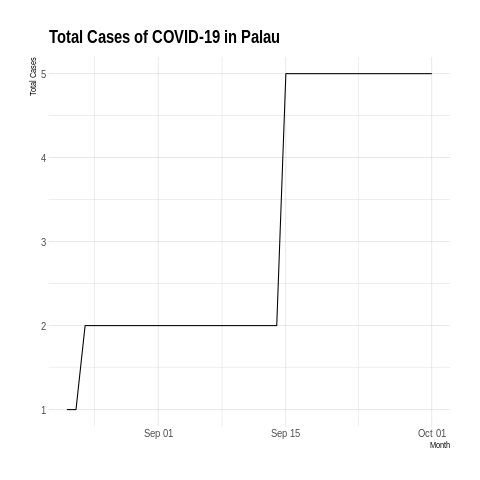 Total Cases of COVID-19 in Palau
Total Cases
5
4
3
2
1
Sep 01
Sep 15
Oct 01
Month